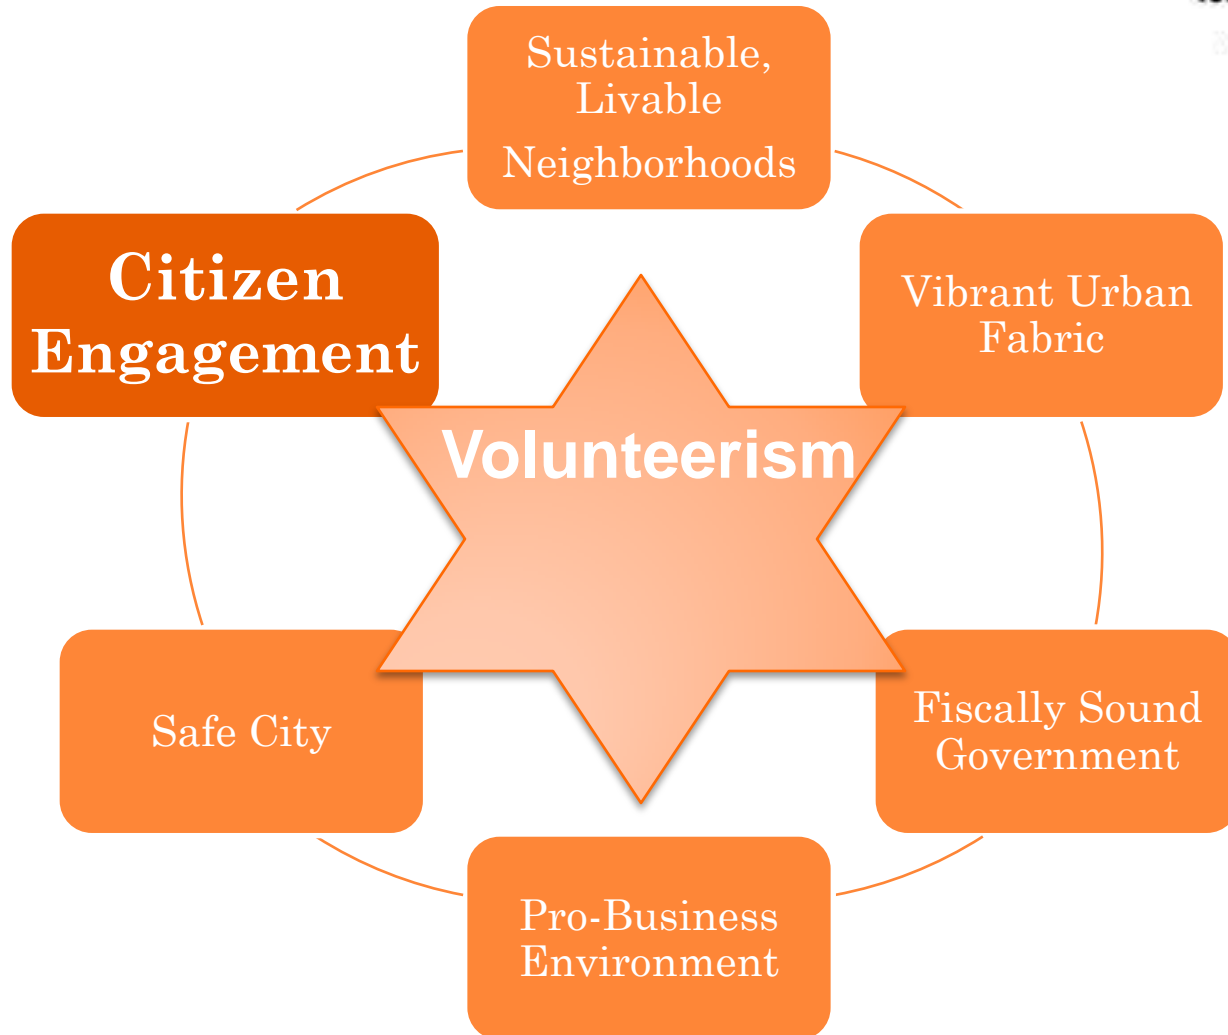 Sustainable,
Livable
Neighborhoods
Citizen
Engagement
Vibrant Urban
Fabric
Volunteerism
Safe City
Fiscally Sound
Government
Pro-Business
Environment